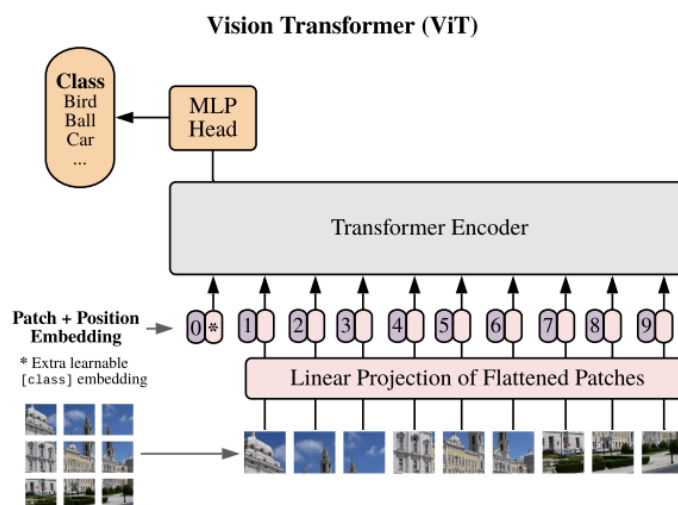 Vision Transformer (ViT)
Class
Bird
Ball
Car
...
MLP
Head
Transformer Encoder
Patch + Position
Embedding
0 * 1 2 3 4 5 6 7 8 9
* Extra learnable
[class] embedding
Linear Projection of Flattened Patches